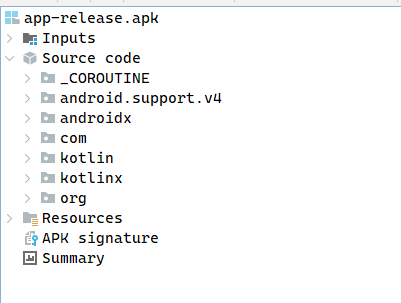 app-release.apk
Inputs
Source code
_COROUTINE
android.support.v4
androidx
com
kotlin
kotlinx
org
Resources
APK signature
Summary